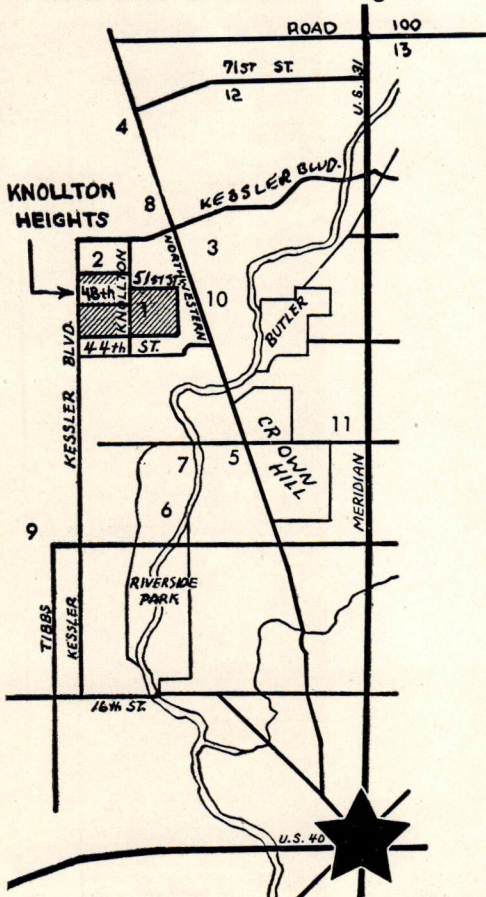 ROAD 100
13
71ST ST.
12
U.S. 31
4
KNOLLTON
HEIGHTS
8
KESSLER BLVD.
3
NORTHWESTERN
2
KNOLLTON
51ST ST.
48th
1
10
BUTLER
44th ST.
KESSLER BLVD.
CROWN
HILL
11
MERIDIAN
7
5
6
9
RIVERSIDE
PARK
TIBBS
KESSLER
16th ST.
U.S. 40